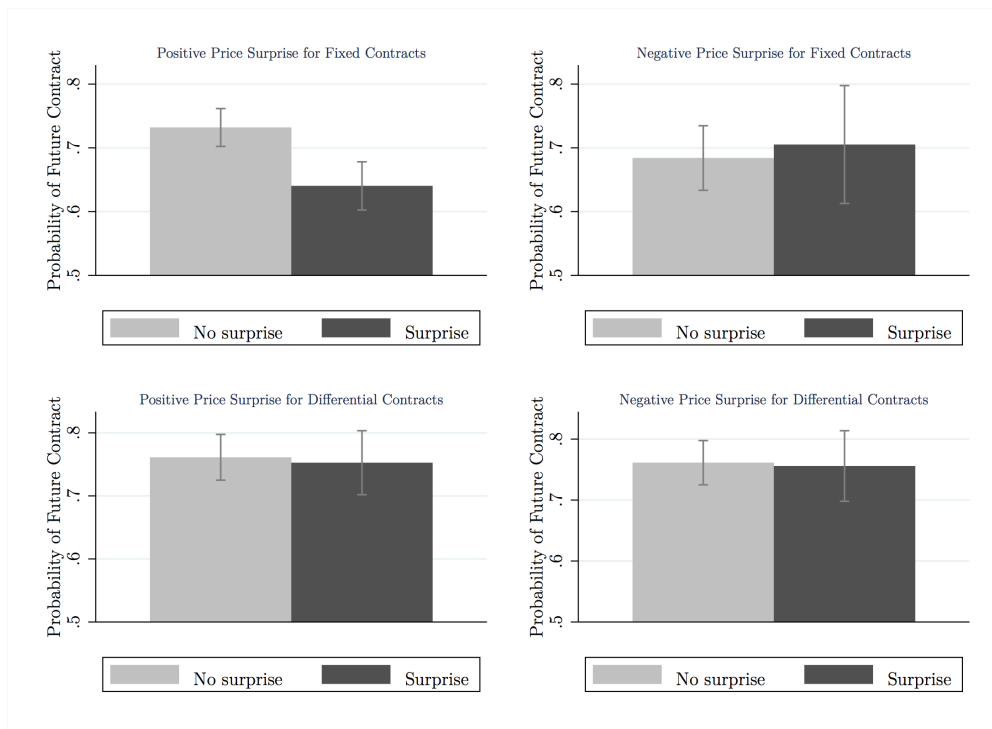 Positive Price Surprise for Fixed Contracts
Probability of Future Contract
.8
.7
.6
.5
No surprise
Surprise
Negative Price Surprise for Fixed Contracts
Probability of Future Contract
.8
.7
.6
.5
No surprise
Surprise
Positive Price Surprise for Differential Contracts
Probability of Future Contract
.8
.7
.6
.5
No surprise
Surprise
Negative Price Surprise for Differential Contracts
Probability of Future Contract
.8
.7
.6
.5
No surprise
Surprise